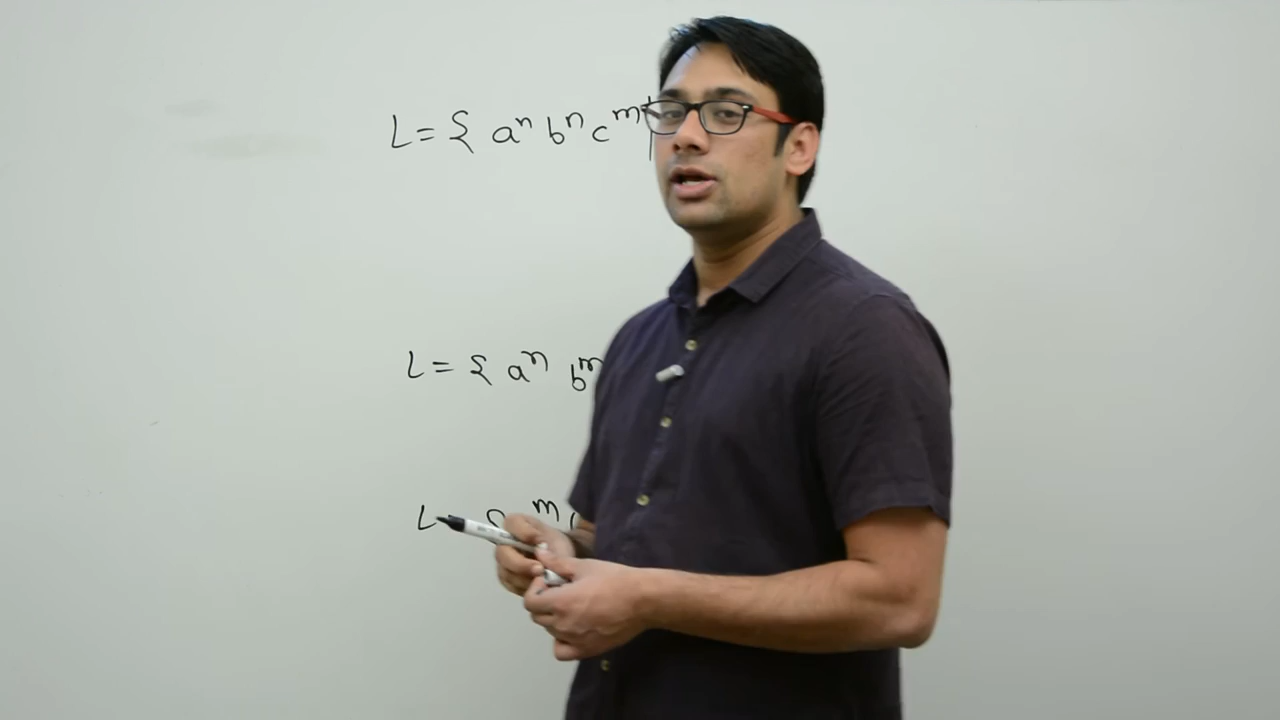 L = { aⁿ bⁿ cᵐ |
L = { aⁿ bᵐ
L